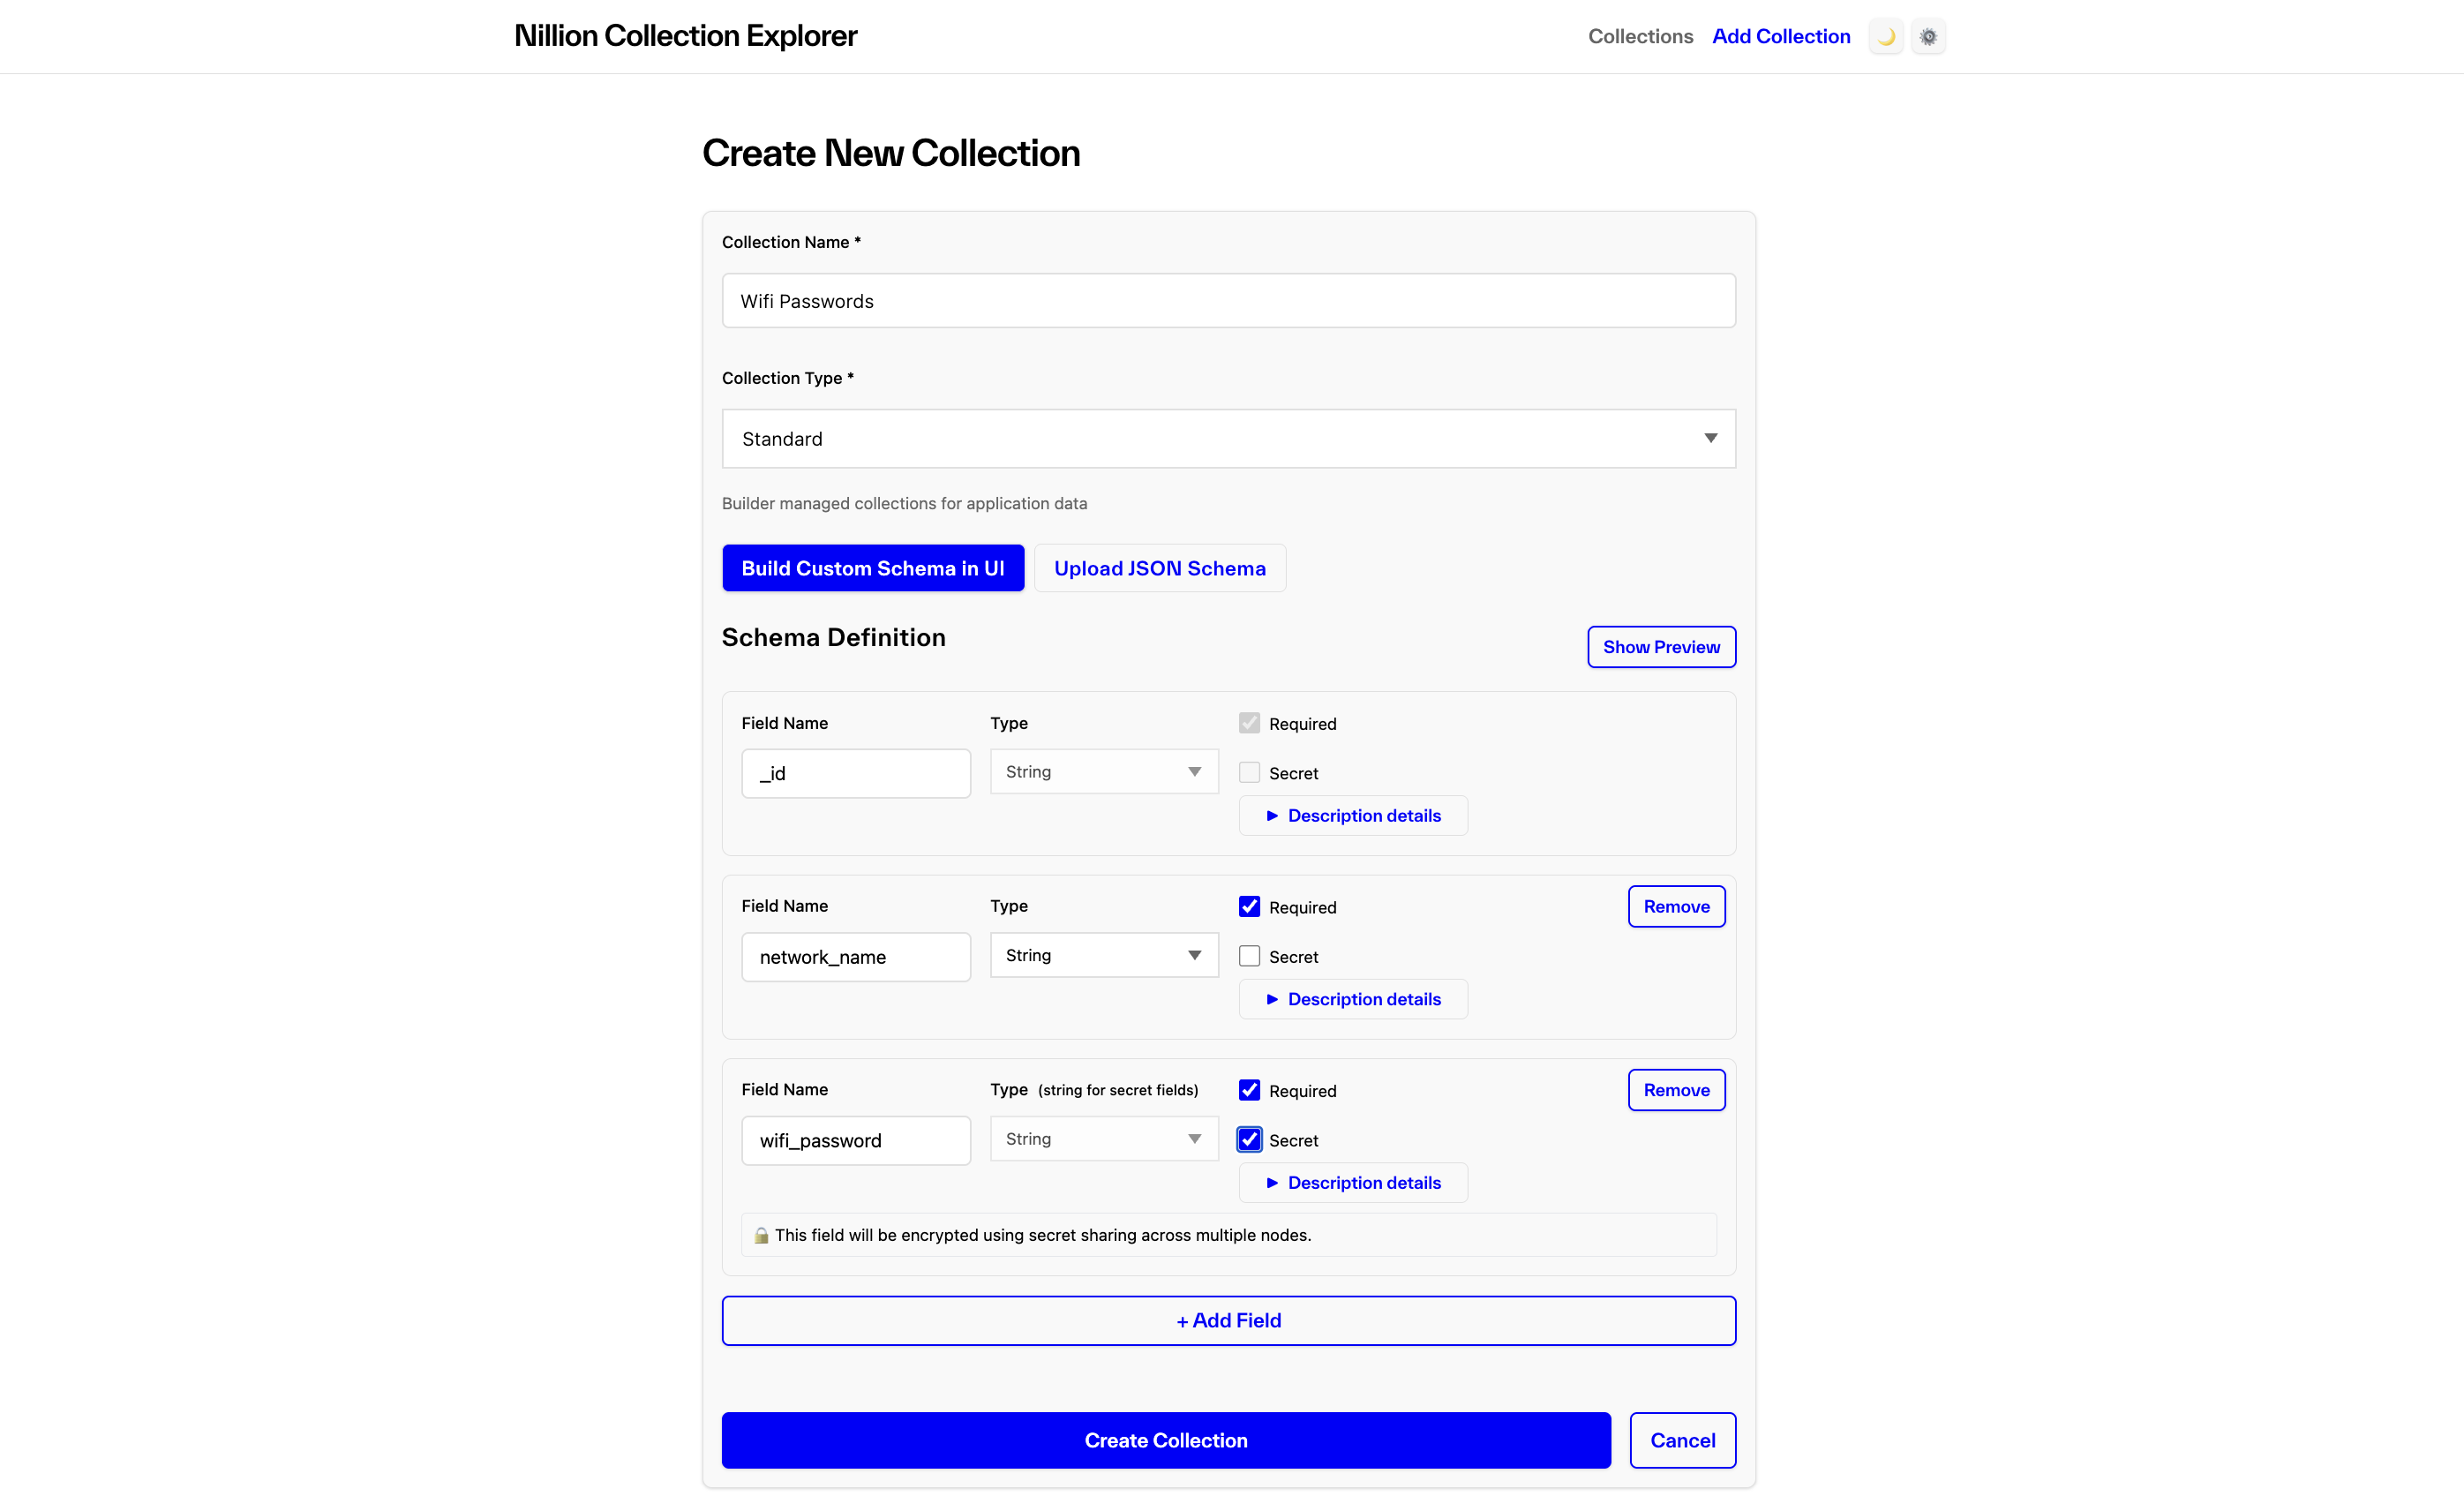 Nillion Collection Explorer
Collections Add Collection
Create New Collection
Collection Name *
Wifi Passwords
Collection Type *
Standard
Builder managed collections for application data
Build Custom Schema in UI Upload JSON Schema
Schema Definition
Show Preview
Field Name Type Required
_id String Secret
Description details
Field Name Type Required Remove
network_name String Secret
Description details
Field Name Type (string for secret fields) Required Remove
wifi_password String Secret
Description details
This field will be encrypted using secret sharing across multiple nodes.
+ Add Field
Create Collection Cancel